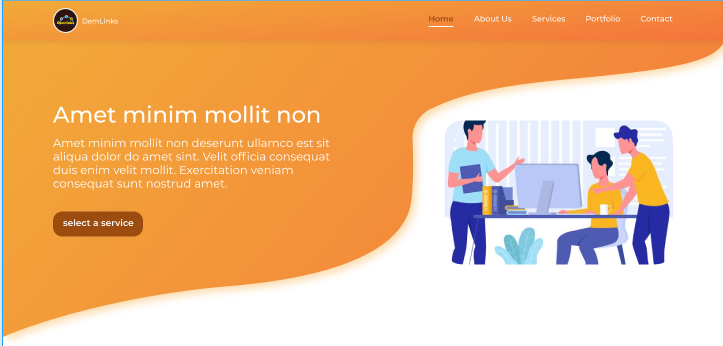 DemLinks
Home About Us Services Portfolio Contact
Amet minim mollit non
Amet minim mollit non deserunt ullamco est sit
aliqua dolor do amet sint. Velit officia consequat
duis enim velit mollit. Exercitation veniam
consequat sunt nostrud amet.
select a service